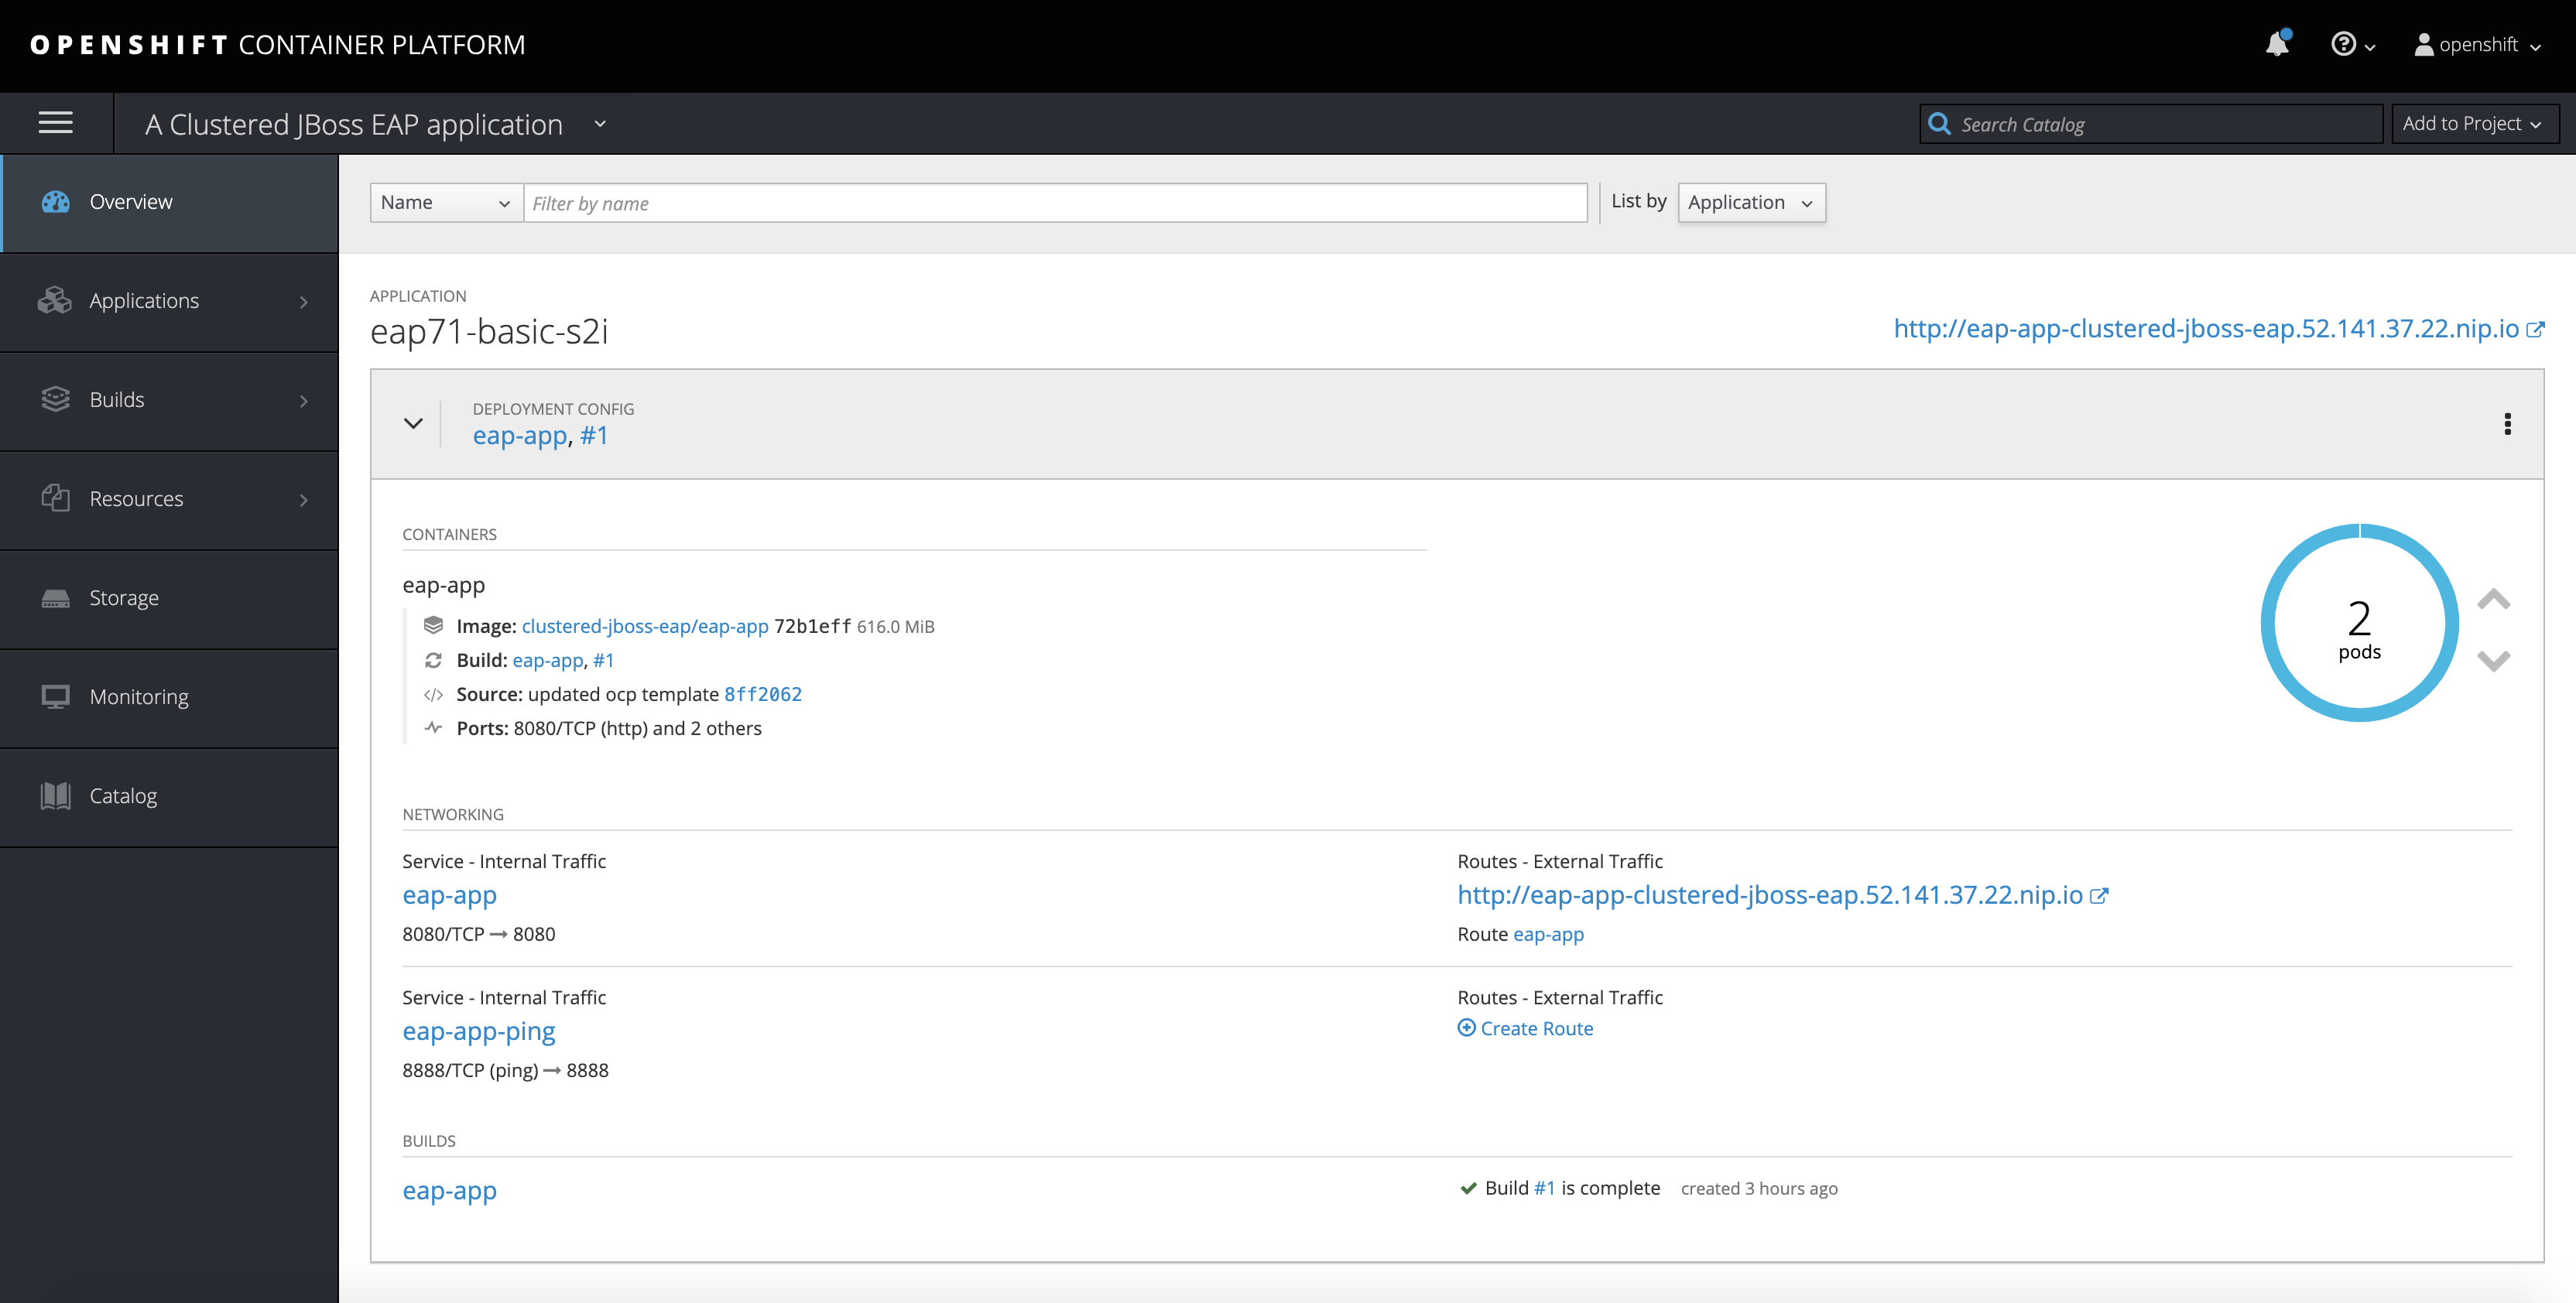 OPENSHIFT CONTAINER PLATFORM
openshift
A Clustered JBoss EAP application
Search Catalog
Add to Project
Overview
Applications
Builds
Resources
Storage
Monitoring
Catalog
Name
Filter by name
List by
Application
APPLICATION
eap71-basic-s2i
http://eap-app-clustered-jboss-eap.52.141.37.22.nip.io
DEPLOYMENT CONFIG
eap-app, #1
CONTAINERS
eap-app
Image: clustered-jboss-eap/eap-app 72b1eff 616.0 MiB
Build: eap-app, #1
Source: updated ocp template 8ff2062
Ports: 8080/TCP (http) and 2 others
2
pods
NETWORKING
Service - Internal Traffic
eap-app
8080/TCP → 8080
Routes - External Traffic
http://eap-app-clustered-jboss-eap.52.141.37.22.nip.io
Route eap-app
Service - Internal Traffic
eap-app-ping
8888/TCP (ping) → 8888
Routes - External Traffic
Create Route
BUILDS
eap-app
Build #1 is complete created 3 hours ago